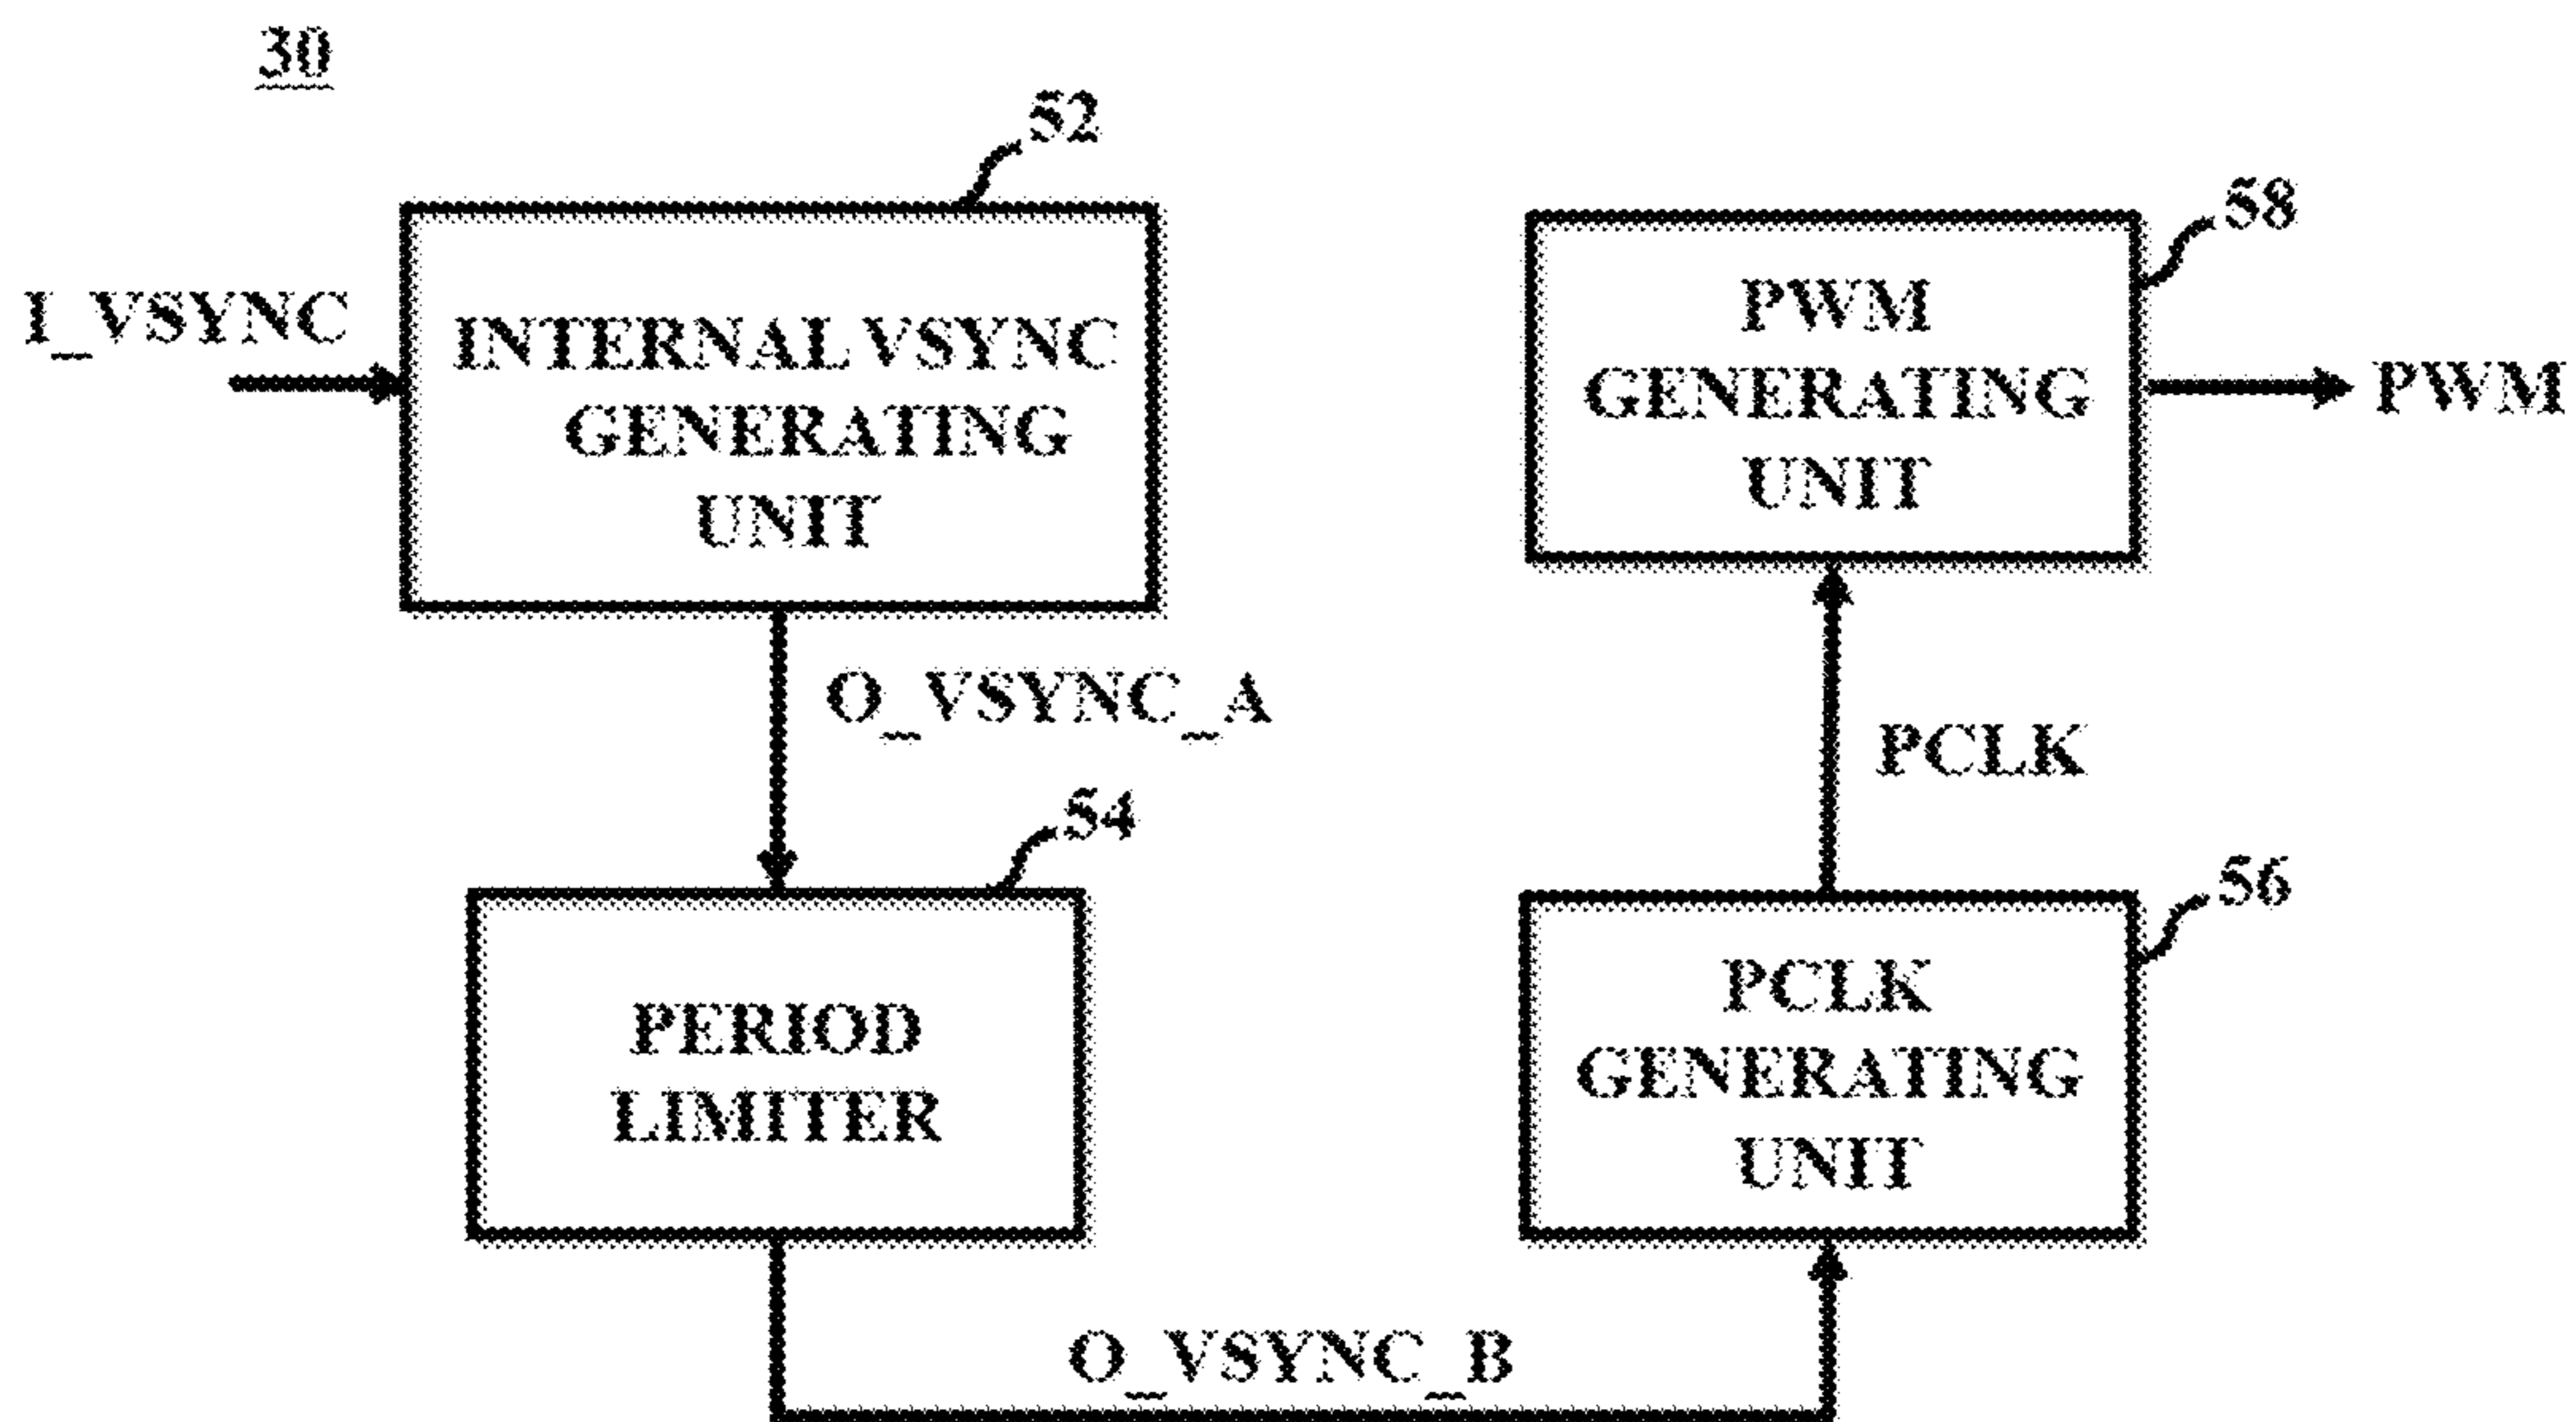 30
52
I_VSYNC
INTERNAL VSYNC
GENERATING
UNIT
O_VSYNC_A
54
PERIOD
LIMITER
O_VSYNC_B
56
PCLK
GENERATING
UNIT
PCLK
58
PWM
GENERATING
UNIT
PWM